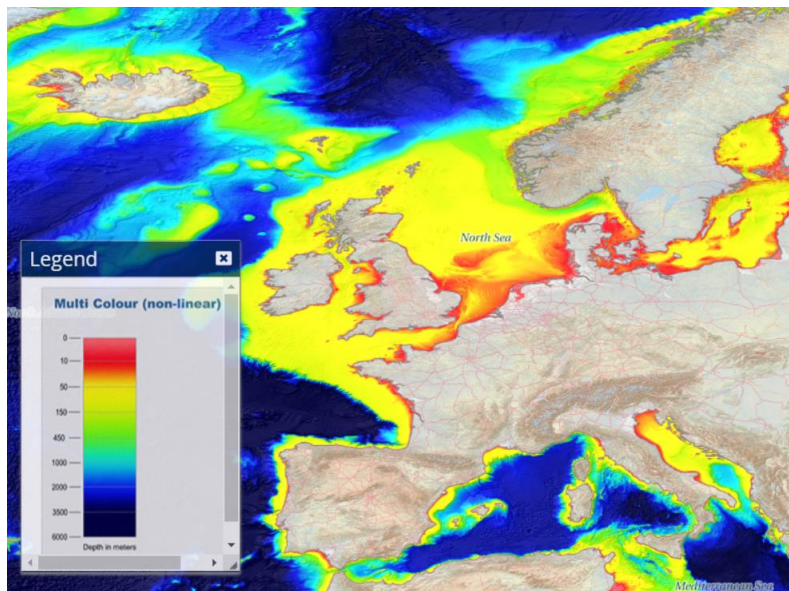 North Sea
Legend
Multi Colour (non-linear)
0
10
50
150
450
1000
2000
3500
6000
Depth in meters
Mediterranean Sea